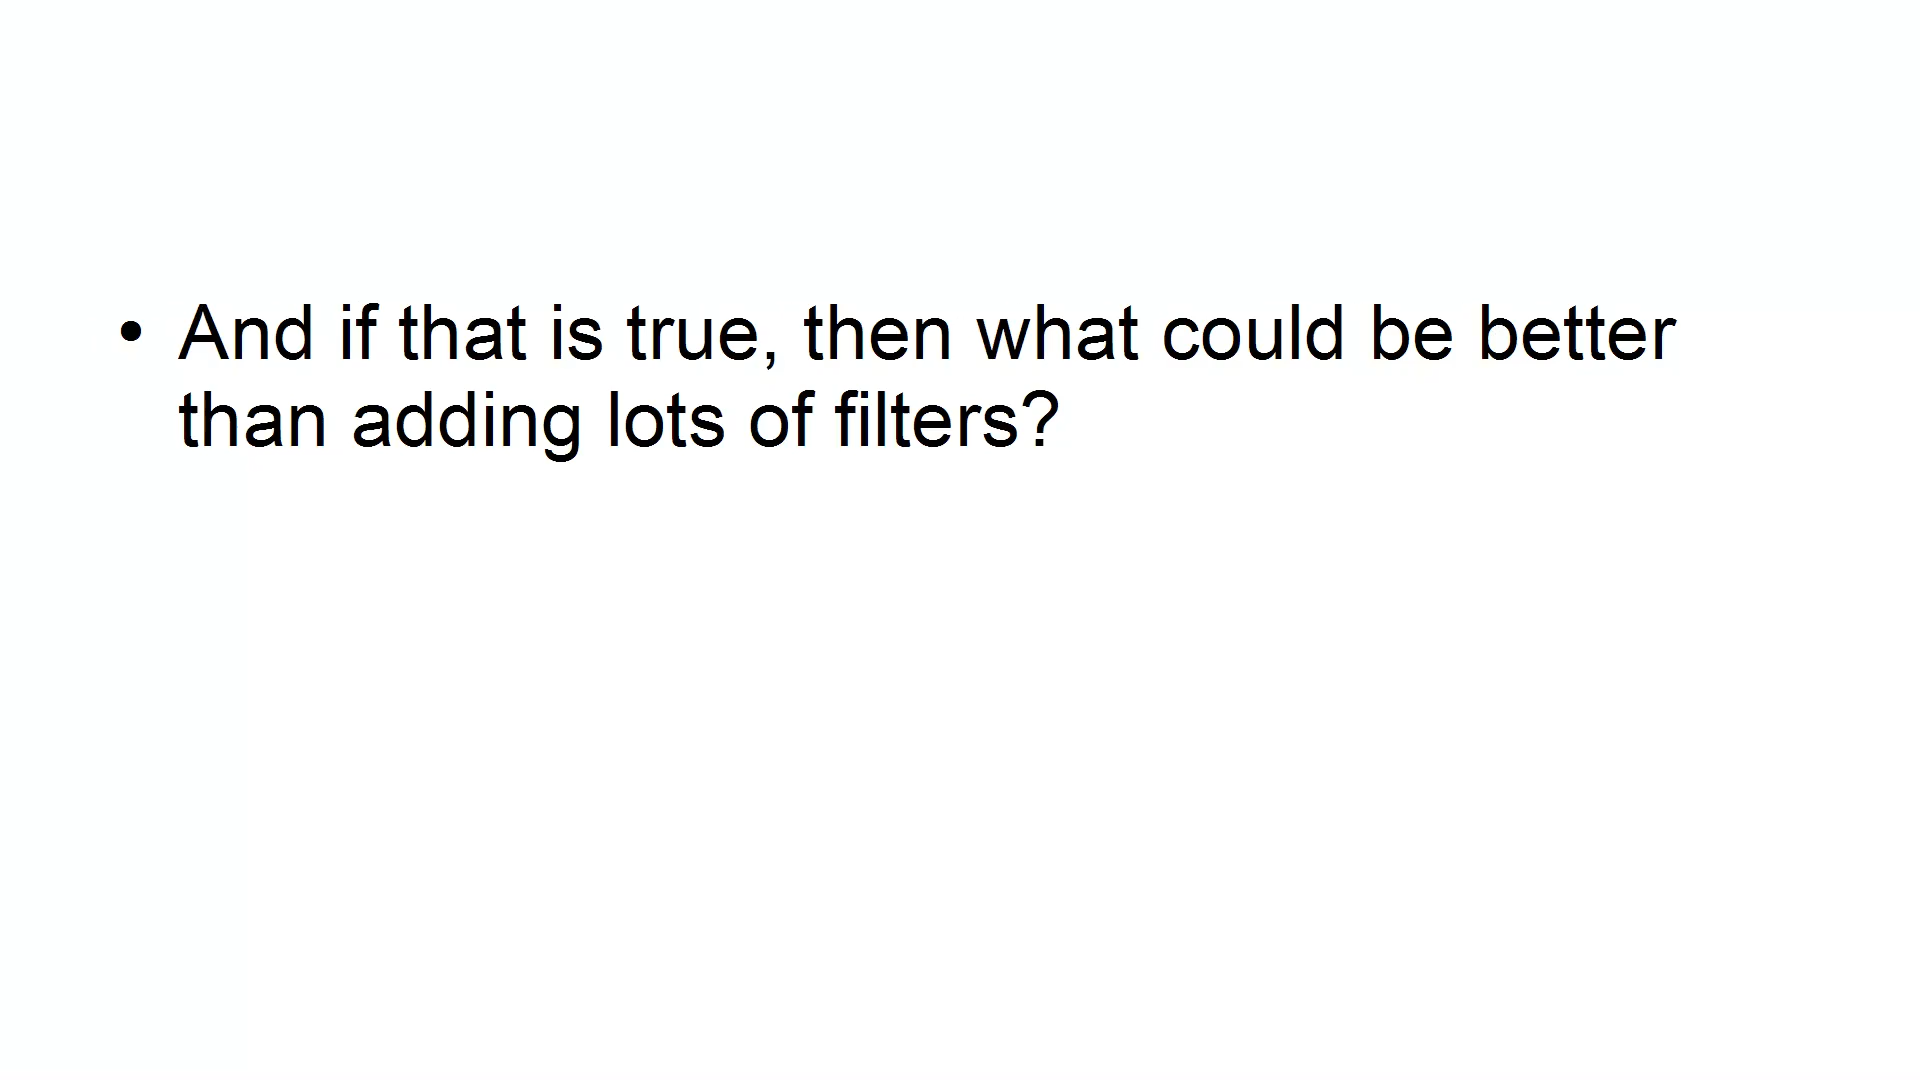 • And if that is true, then what could be better
than adding lots of filters?